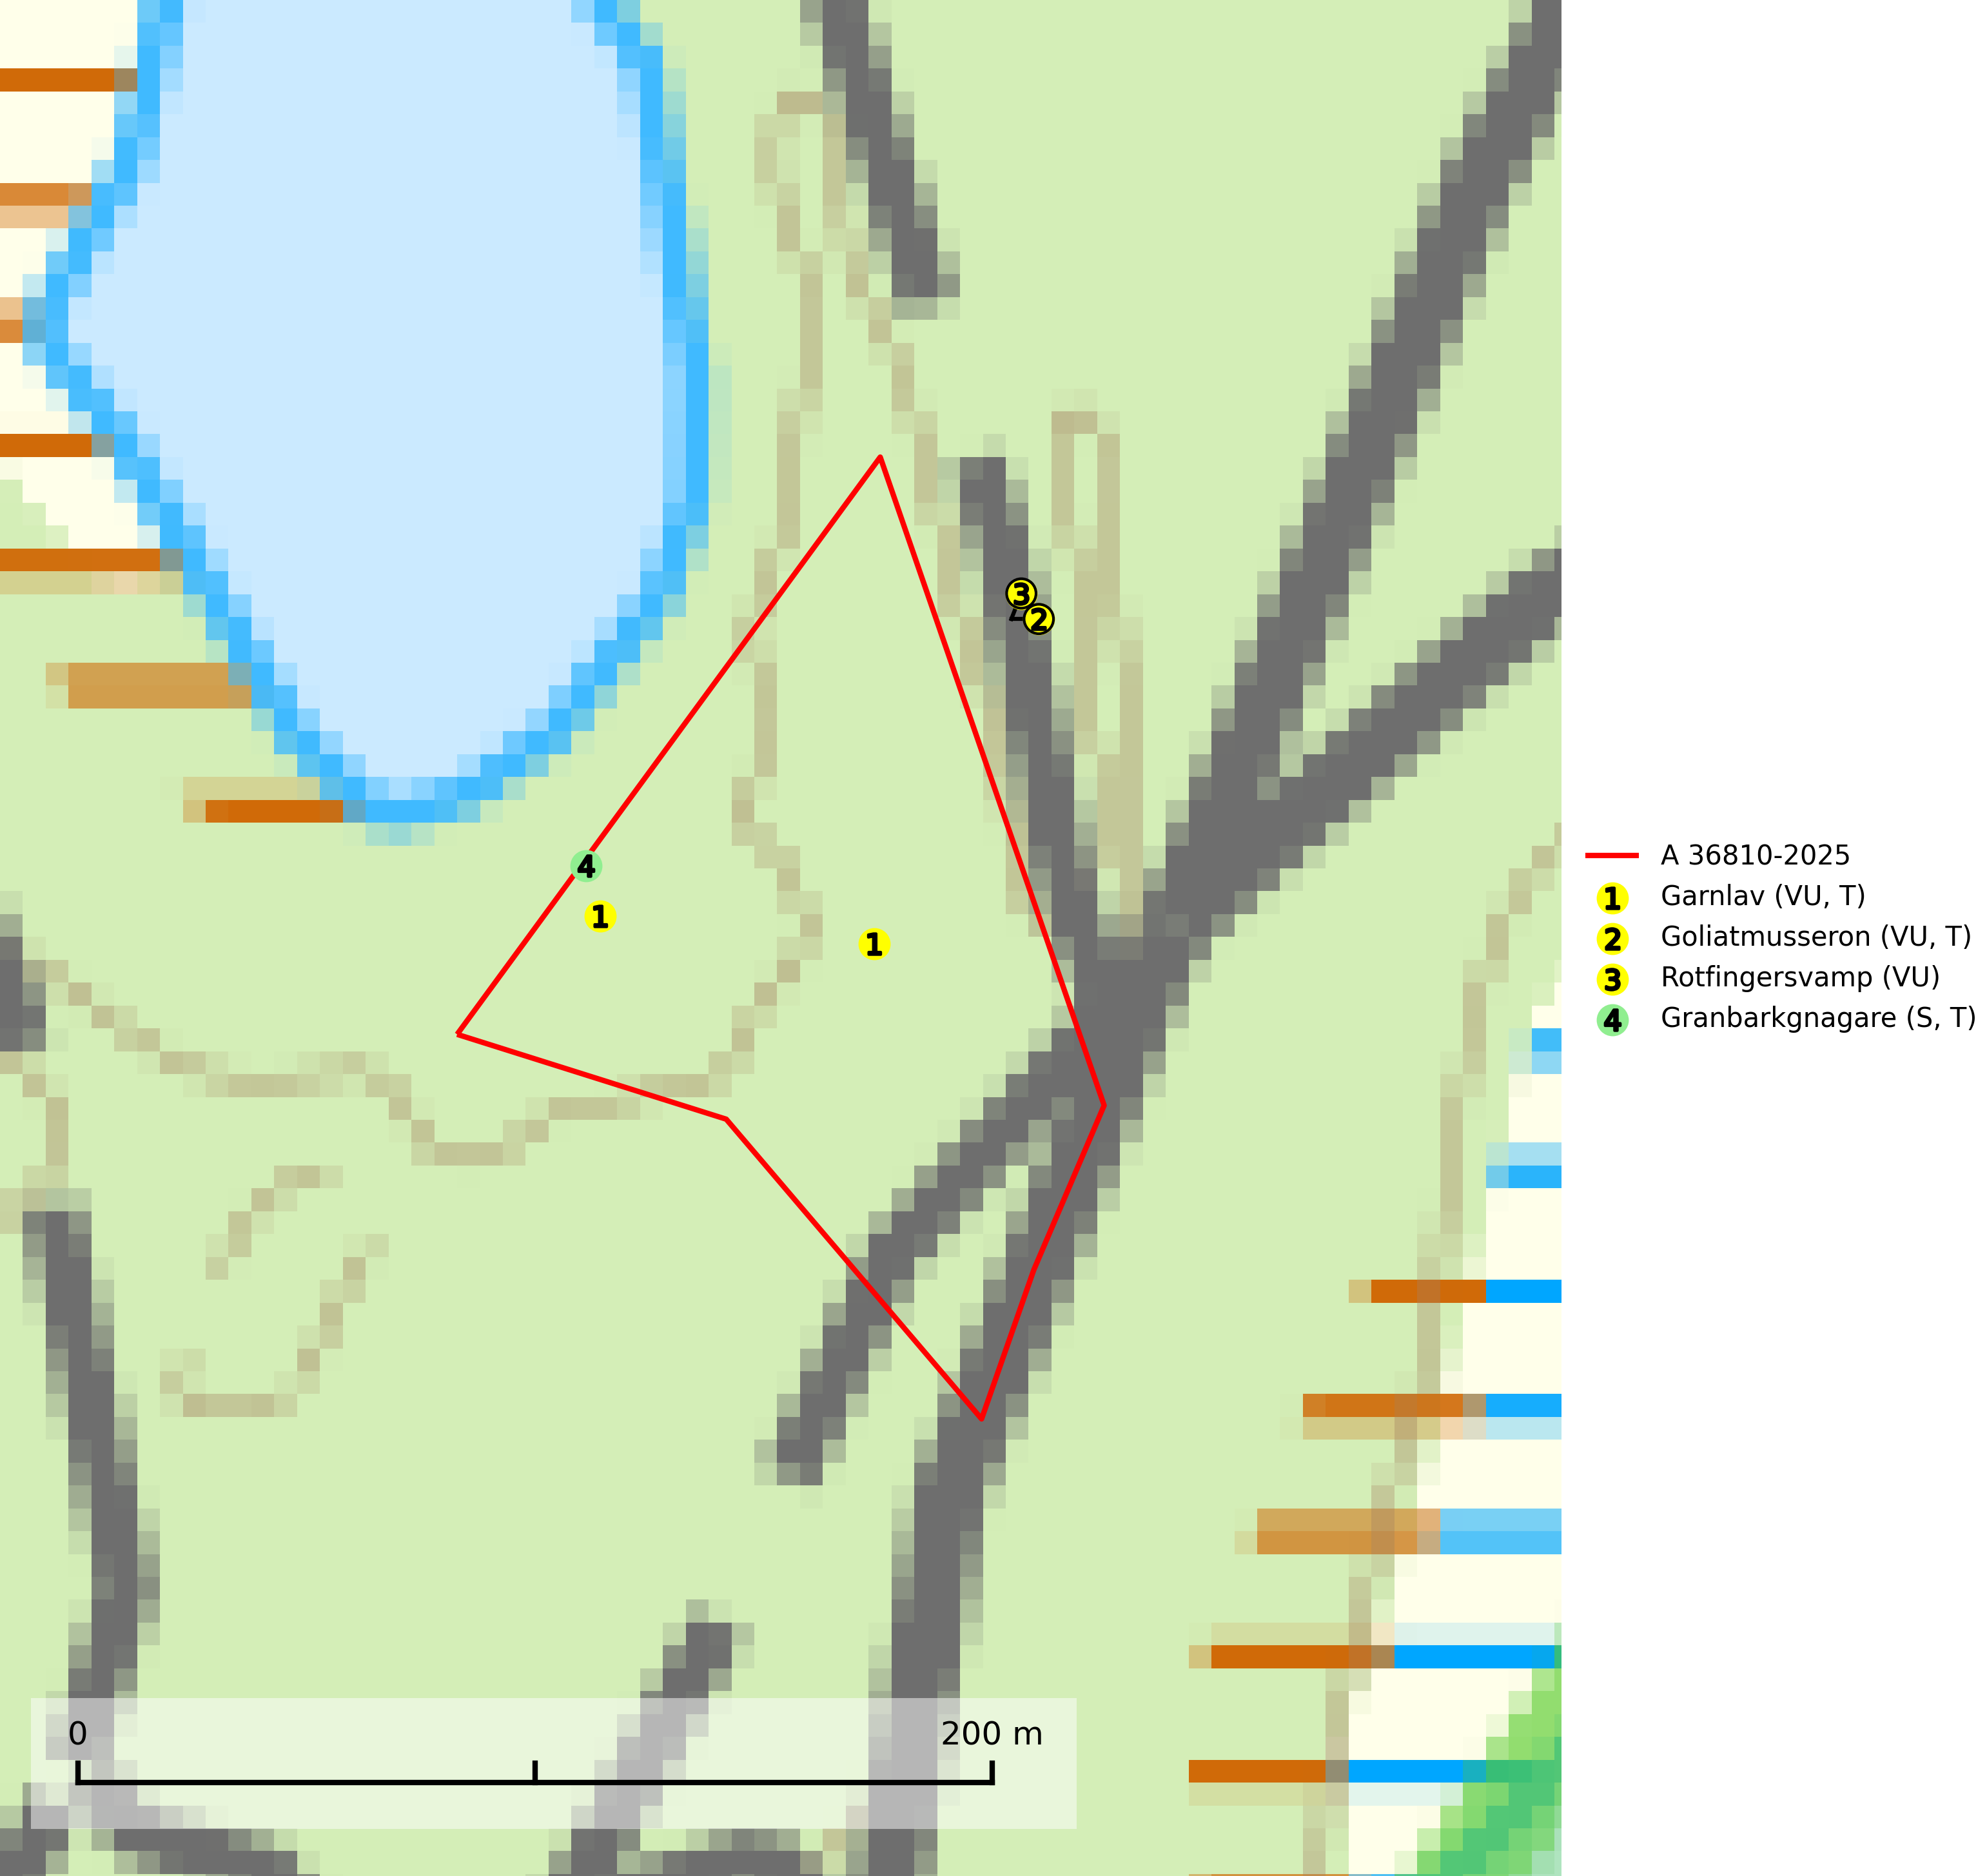 3
2
4
1
1
A 36810-2025
1 Garnlav (VU, T)
2 Goliatmusseron (VU, T)
3 Rotfingersvamp (VU)
4 Granbarkgnagare (S, T)
0 200 m